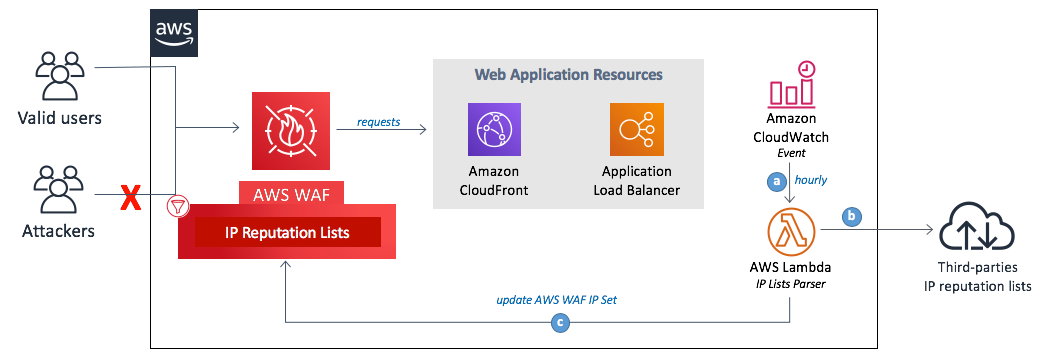 aws
Valid users
Attackers
X
AWS WAF
IP Reputation Lists
requests
Web Application Resources
Amazon
CloudFront
Application
Load Balancer
Amazon
CloudWatch
Event
a
hourly
AWS Lambda
IP Lists Parser
b
Third-parties
IP reputation lists
update AWS WAF IP Set
c